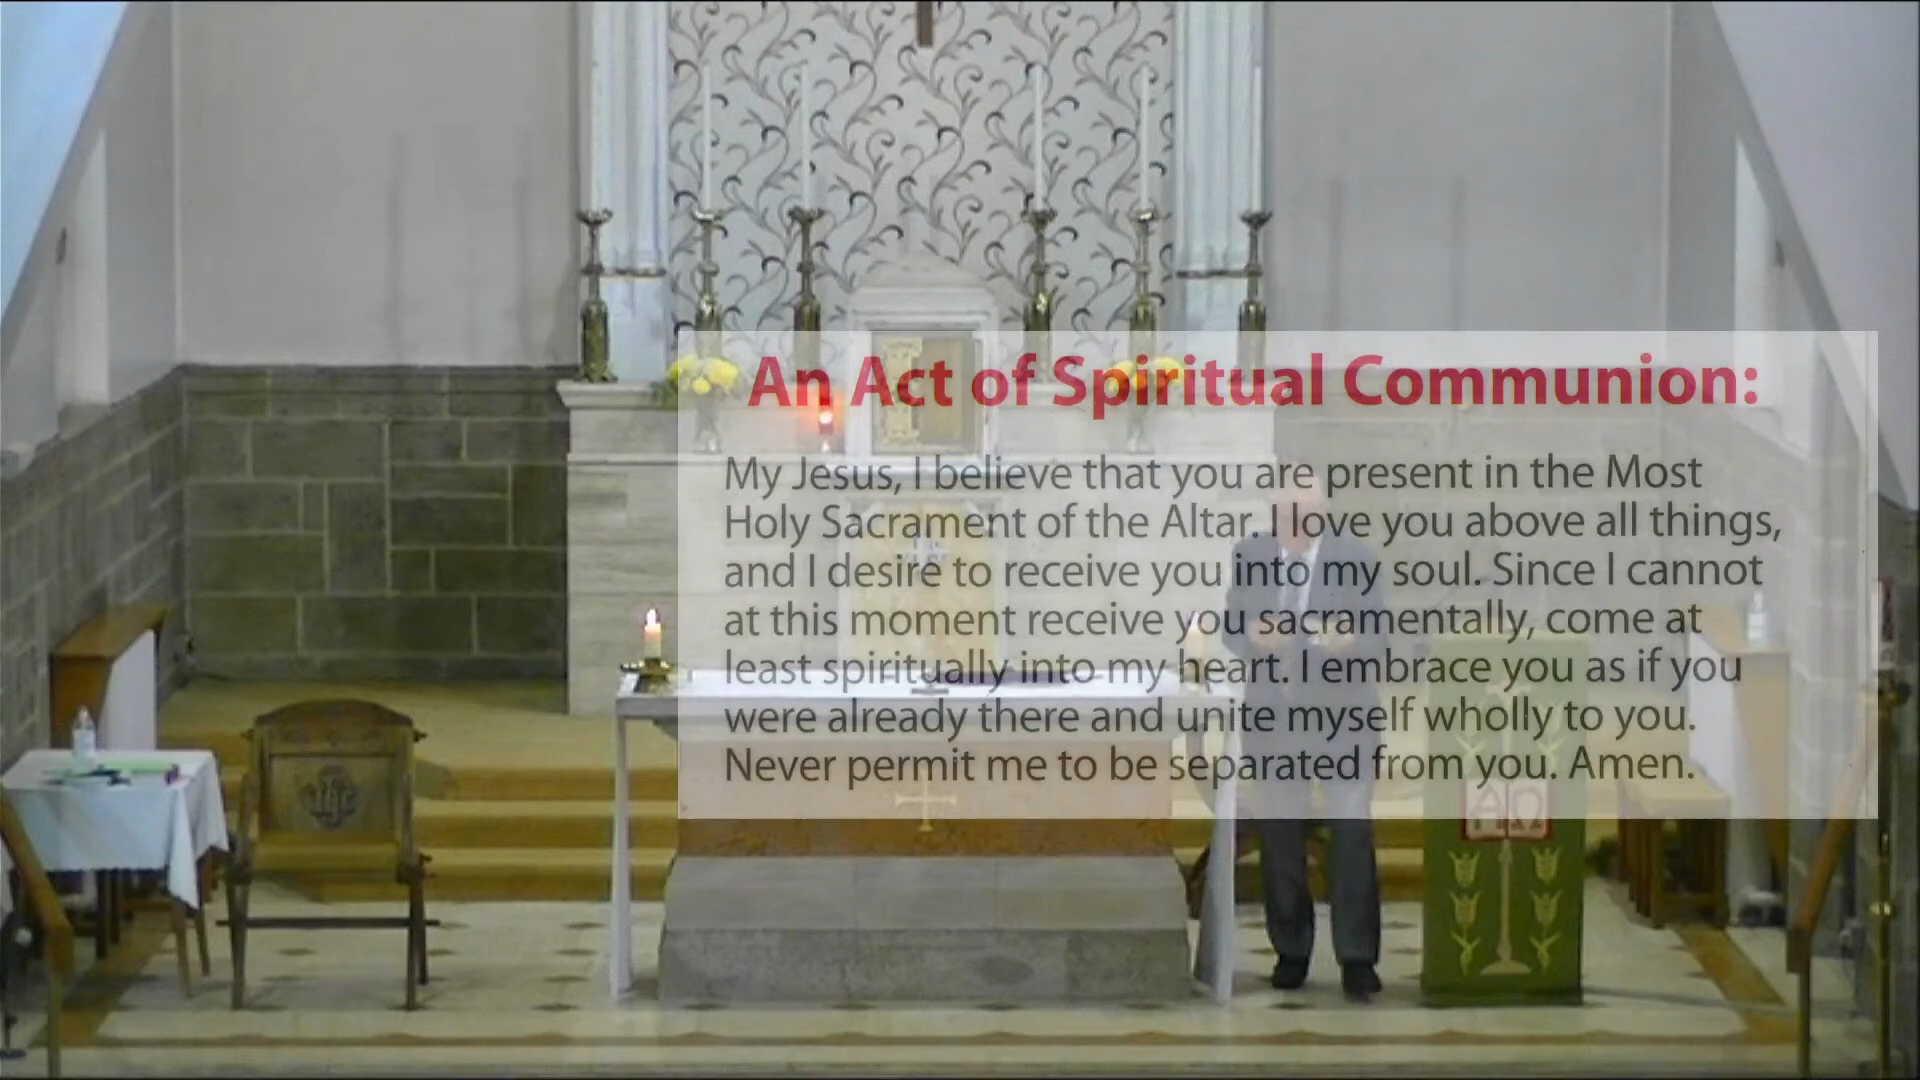 An Act of Spiritual Communion:
My Jesus, I believe that you are present in the Most
Holy Sacrament of the Altar. I love you above all things,
and I desire to receive you into my soul. Since I cannot
at this moment receive you sacramentally, come at
least spiritually into my heart. I embrace you as if you
were already there and unite myself wholly to you.
Never permit me to be separated from you. Amen.
ΑΩ